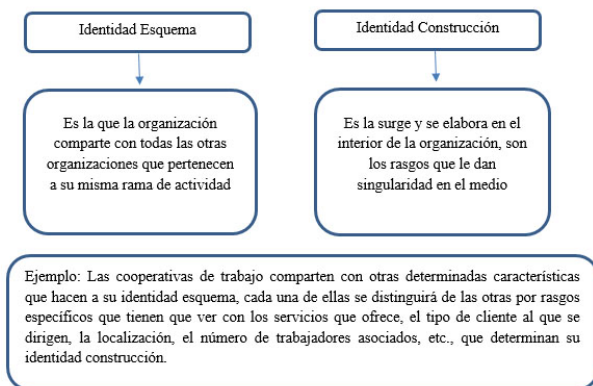 Identidad Esquema
Identidad Construcción
Es la que la organización
comparte con todas las otras
organizaciones que pertenecen
a su misma rama de actividad
Es la surge y se elabora en el
interior de la organización, son
los rasgos que le dan
singularidad en el medio
Ejemplo: Las cooperativas de trabajo comparten con otras determinadas características
que hacen a su identidad esquema, cada una de ellas se distinguirá de las otras por rasgos
específicos que tienen que ver con los servicios que ofrece, el tipo de cliente al que se
dirigen, la localización, el número de trabajadores asociados, etc., que determinan su
identidad construcción.